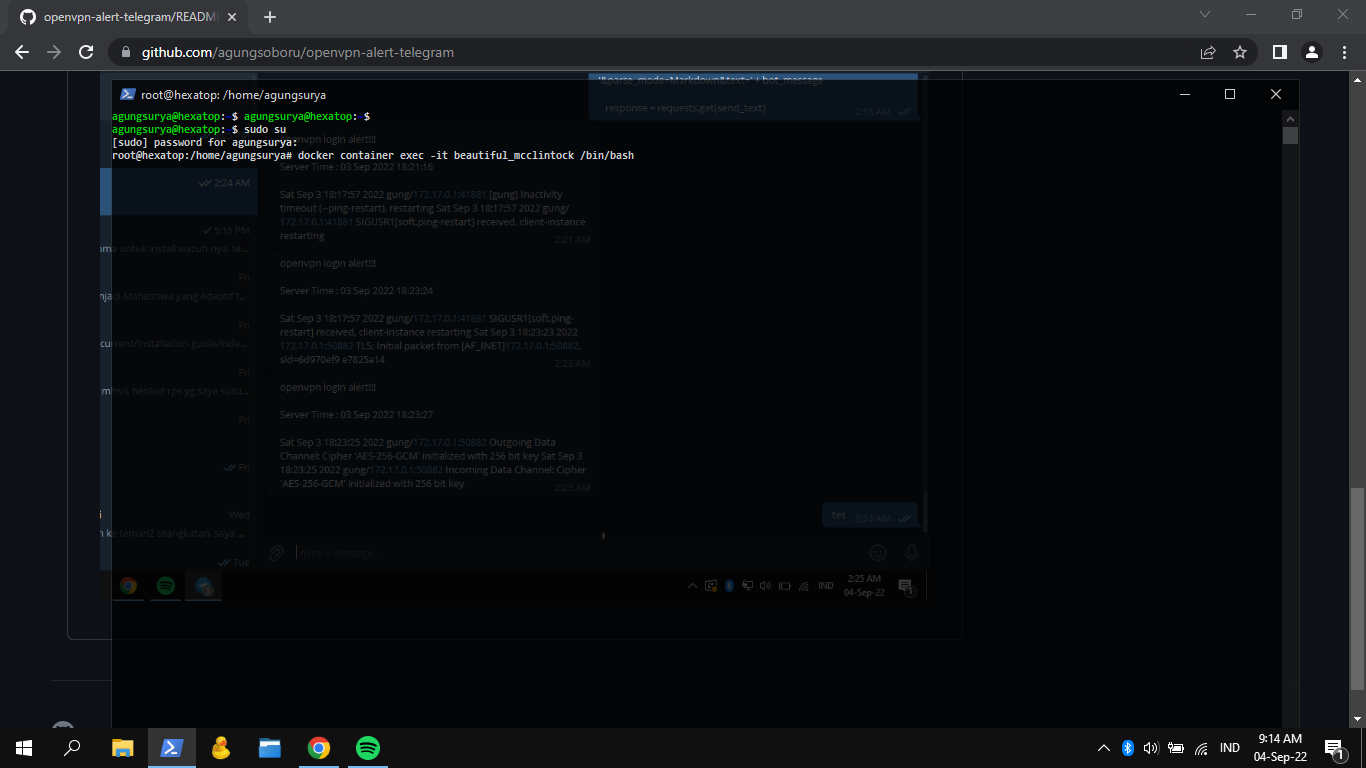 openvpn-alert-telegram/READM
github.com/agungsoboru/openvpn-alert-telegram
'&parse_mode=Markdown&text=' + bot_message
response = requests.get(send_text)
2:18 AM
root@hexatop: /home/agungsurya
agungsurya@hexatop:~$ agungsurya@hexatop:~$
agungsurya@hexatop:~$ sudo su
[sudo] password for agungsurya:
root@hexatop:/home/agungsurya# docker container exec -it beautiful_mcclintock /bin/bash
openvpn login alert!!!
Server Time : 03 Sep 2022 18:21:16
Sat Sep 3 18:17:57 2022 gung/172.17.0.1:41881 [gung] Inactivity
timeout (--ping-restart), restarting Sat Sep 3 18:17:57 2022 gung/
172.17.0.1:41881 SIGUSR1[soft,ping-restart] received, client-instance
restarting
2:21 AM
openvpn login alert!!!
Server Time : 03 Sep 2022 18:23:24
Sat Sep 3 18:17:57 2022 gung/172.17.0.1:41881 SIGUSR1[soft,ping-
restart] received, client-instance restarting Sat Sep 3 18:23:23 2022
172.17.0.1:50882 TLS: Initial packet from [AF_INET]172.17.0.1:50882,
sid=6d970ef9 e7825a14
2:23 AM
openvpn login alert!!!
Server Time : 03 Sep 2022 18:23:27
Sat Sep 3 18:23:25 2022 gung/172.17.0.1:50882 Outgoing Data
Channel: Cipher 'AES-256-GCM' initialized with 256 bit key Sat Sep 3
18:23:25 2022 gung/172.17.0.1:50882 Incoming Data Channel: Cipher
'AES-256-GCM' initialized with 256 bit key
2:23 AM
tes 2:24 AM
Write a message...
2:24 AM
5:15 PM
oma untuk install wazuh nya, te...
Fri
njadi Mahasiswa yang Adaptif t...
Fri
current/installation-guide/inde...
Fri
mhs/), berikut rps yg saya susu...
Fri
Fri
i Wed
n ke teman2 seangkatan, saya ...
Tue
IND
2:25 AM
04-Sep-22
1
IND
9:14 AM
04-Sep-22
1